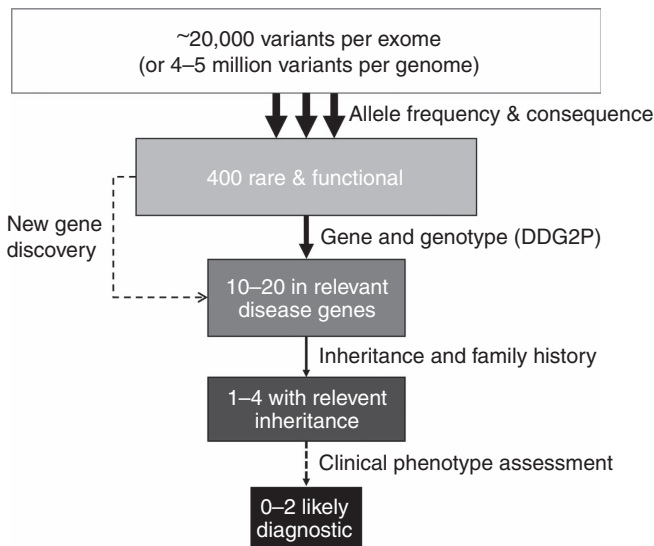 ~20,000 variants per exome
(or 4–5 million variants per genome)
Allele frequency & consequence
400 rare & functional
New gene
discovery
Gene and genotype (DDG2P)
10–20 in relevant
disease genes
Inheritance and family history
1–4 with relevent
inheritance
Clinical phenotype assessment
0–2 likely
diagnostic